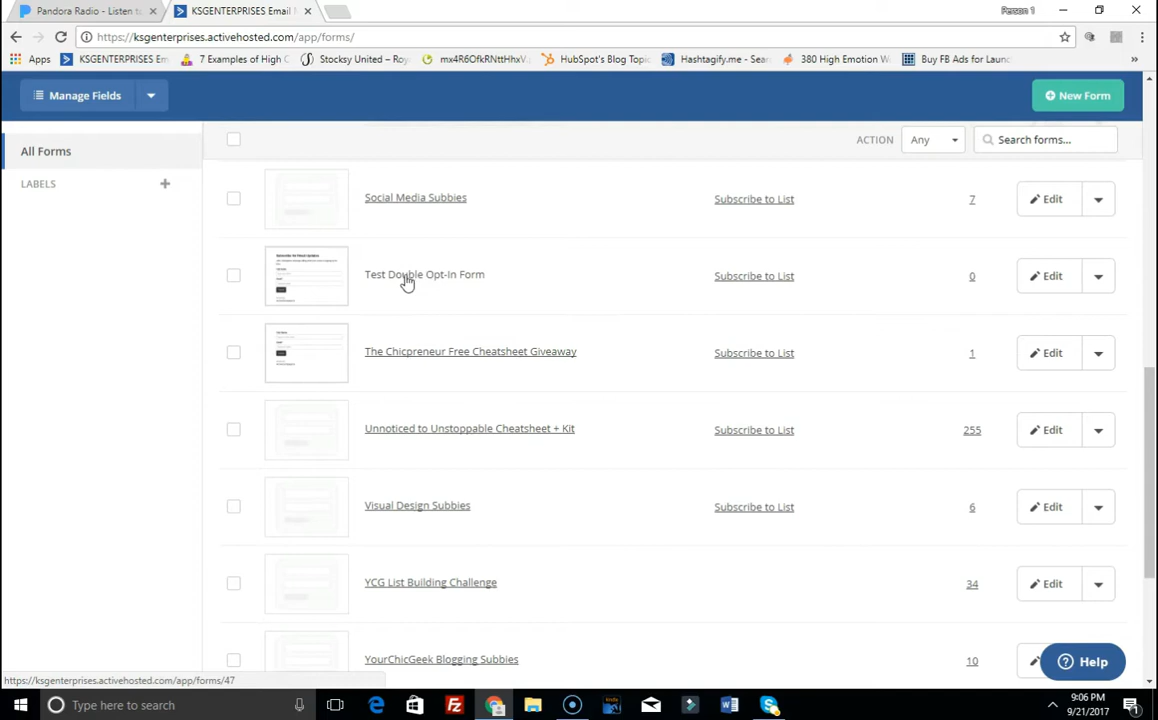 Pandora Radio - Listen to
KSGENTERPRISES Email M
Person 1
https://ksgenterprises.activehosted.com/app/forms/
Apps
KSGENTERPRISES Em
7 Examples of High C
Stocksy United – Roy
mx4R6OfkRNttHhxV
HubSpot's Blog Topic
Hashtagify.me - Sear
380 High Emotion W
Buy FB Ads for Laun
»
Manage Fields
New Form
All Forms
ACTION
Any
Search forms...
LABELS
Social Media Subbies
Subscribe to List
7
Edit
Test Double Opt-In Form
Subscribe to List
0
Edit
The Chicpreneur Free Cheatsheet Giveaway
Subscribe to List
1
Edit
Unnoticed to Unstoppable Cheatsheet + Kit
Subscribe to List
255
Edit
Visual Design Subbies
Subscribe to List
6
Edit
YCG List Building Challenge
34
Edit
YourChicGeek Blogging Subbies
10
Help
https://ksgenterprises.activehosted.com/app/forms/47
Type here to search
9:06 PM
9/21/2017